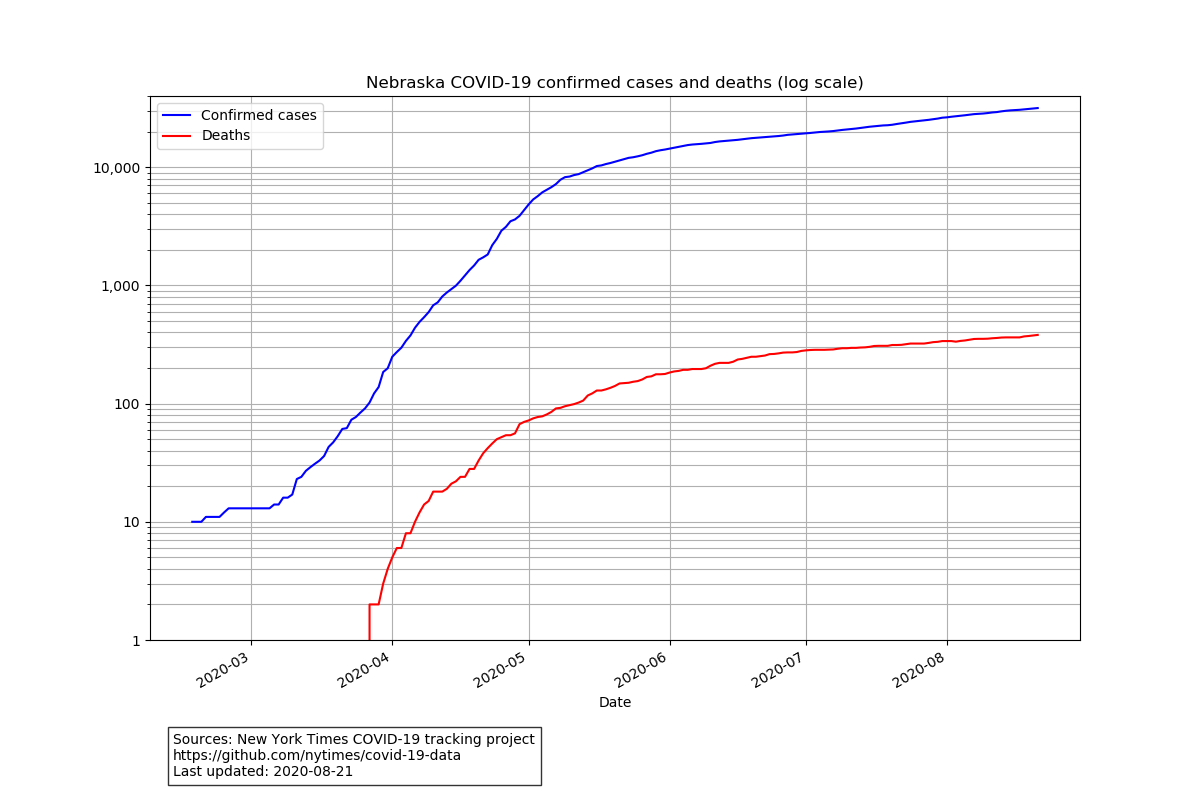 Nebraska COVID-19 confirmed cases and deaths (log scale)
Confirmed cases
Deaths
10,000
1,000
100
10
1
2020-03
2020-04
2020-05
2020-06
2020-07
2020-08
Date
Sources: New York Times COVID-19 tracking project
https://github.com/nytimes/covid-19-data
Last updated: 2020-08-21